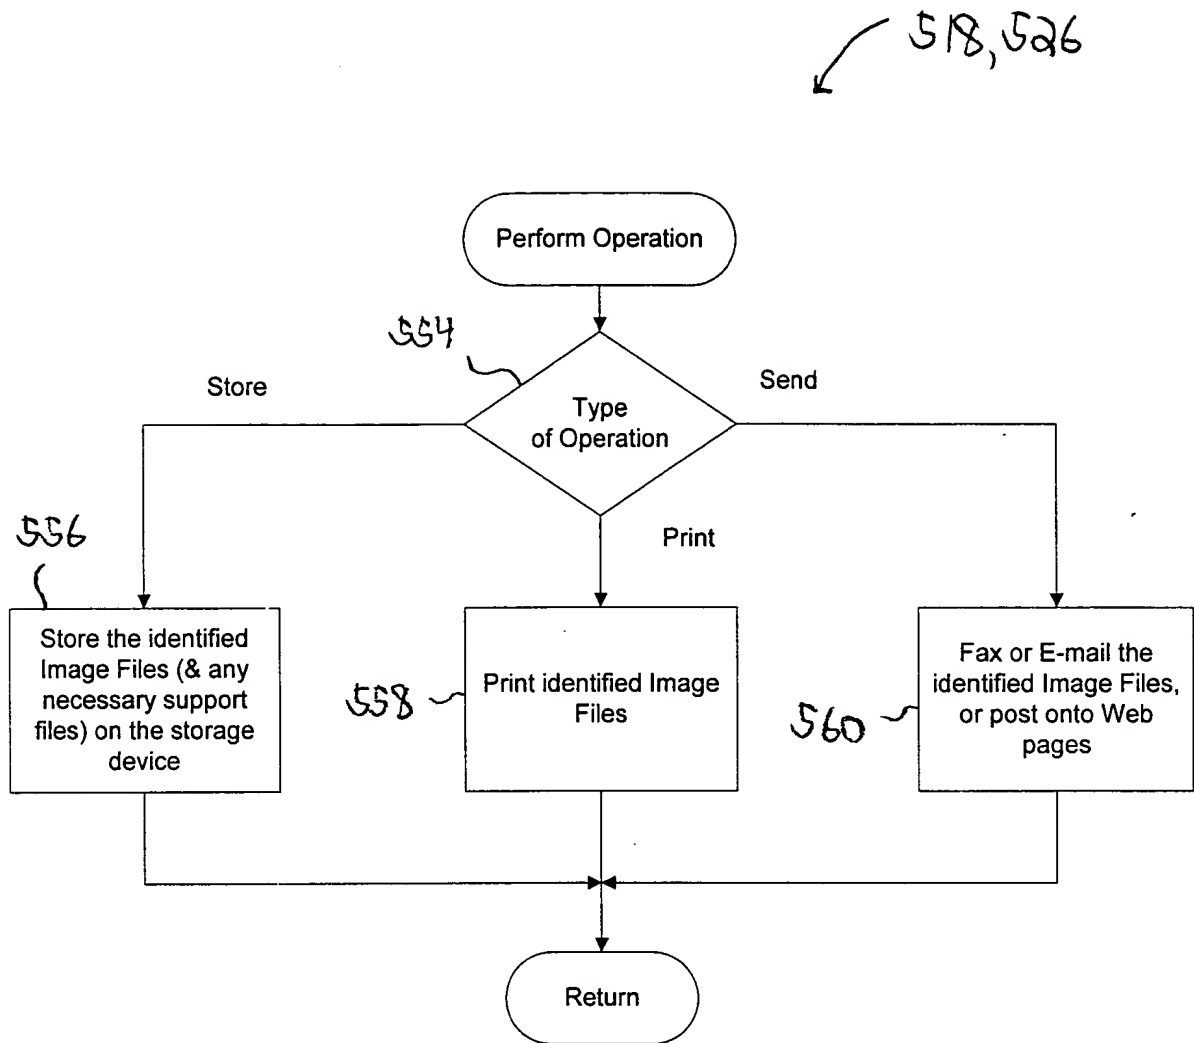 518, 526
Perform Operation
554
Store
Send
Type
of Operation
556
Print
Store the identified
Image Files (& any
necessary support
files) on the storage
device
558
Print identified Image
Files
560
Fax or E-mail the
identified Image Files,
or post onto Web
pages
Return